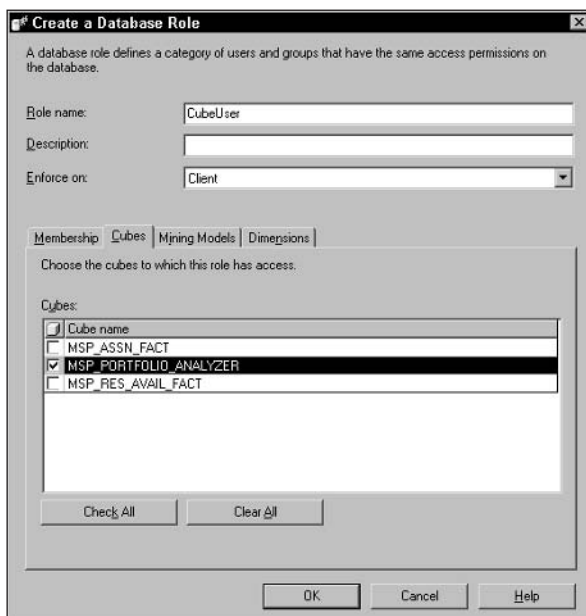 Create a Database Role
A database role defines a category of users and groups that have the same access permissions on
the database.
Role name: CubeUser
Description:
Enforce on: Client
Membership Cubes Mining Models Dimensions
Choose the cubes to which this role has access.
Cubes:
Cube name
MSP_ASSN_FACT
MSP_PORTFOLIO_ANALYZER
MSP_RES_AVAIL_FACT
Check All Clear All
OK Cancel Help